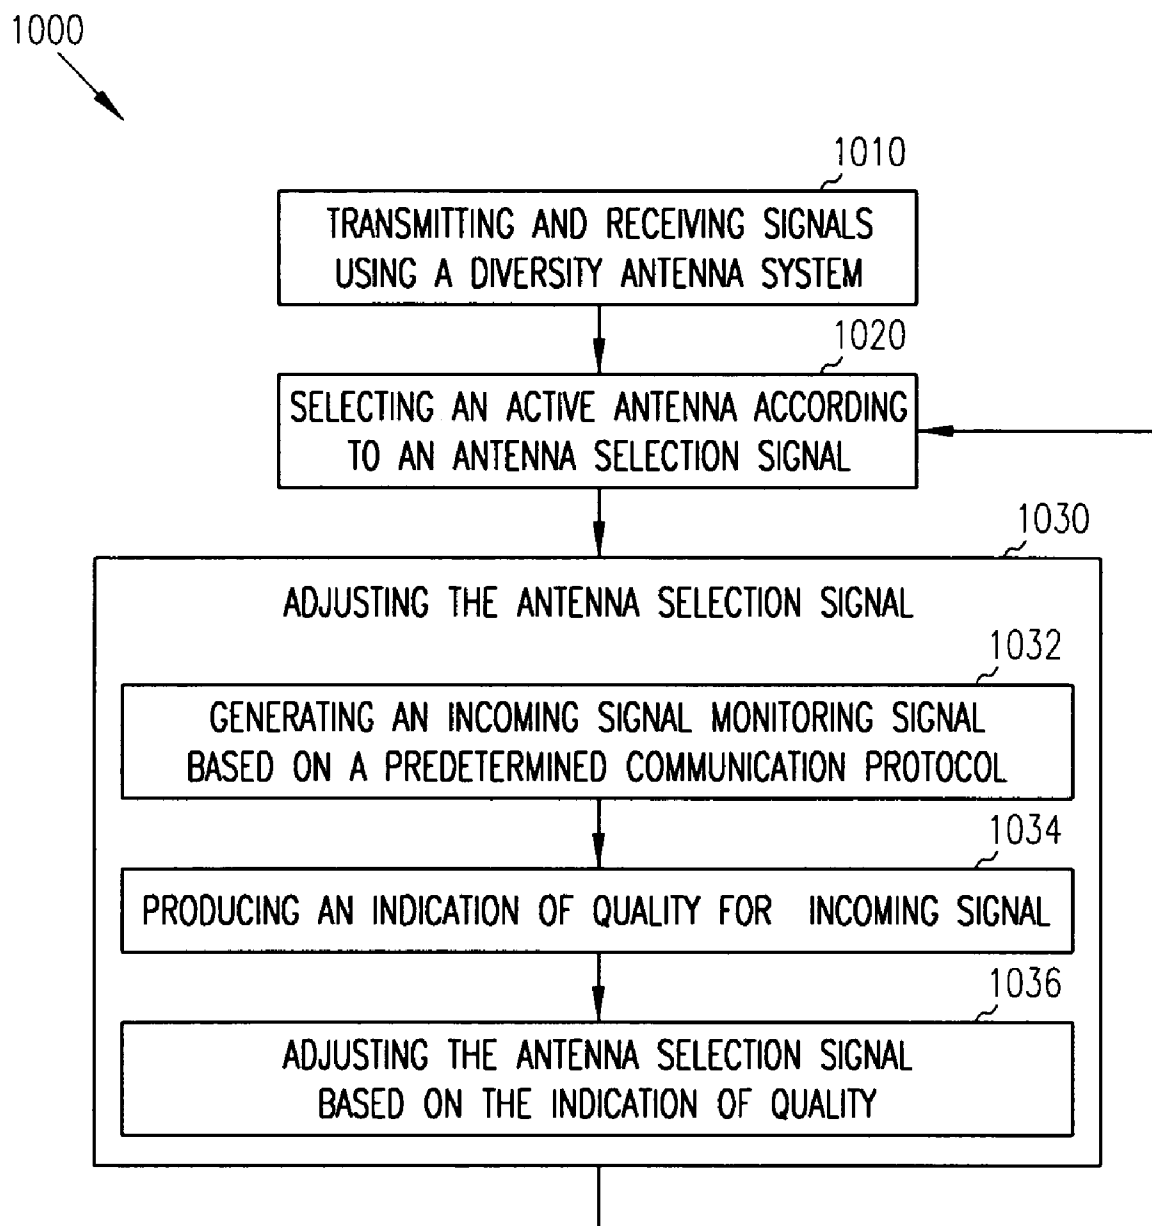 1000
1010
TRANSMITTING AND RECEIVING SIGNALS
USING A DIVERSITY ANTENNA SYSTEM
1020
SELECTING AN ACTIVE ANTENNA ACCORDING
TO AN ANTENNA SELECTION SIGNAL
1030
ADJUSTING THE ANTENNA SELECTION SIGNAL
1032
GENERATING AN INCOMING SIGNAL MONITORING SIGNAL
BASED ON A PREDETERMINED COMMUNICATION PROTOCOL
1034
PRODUCING AN INDICATION OF QUALITY FOR INCOMING SIGNAL
1036
ADJUSTING THE ANTENNA SELECTION SIGNAL
BASED ON THE INDICATION OF QUALITY